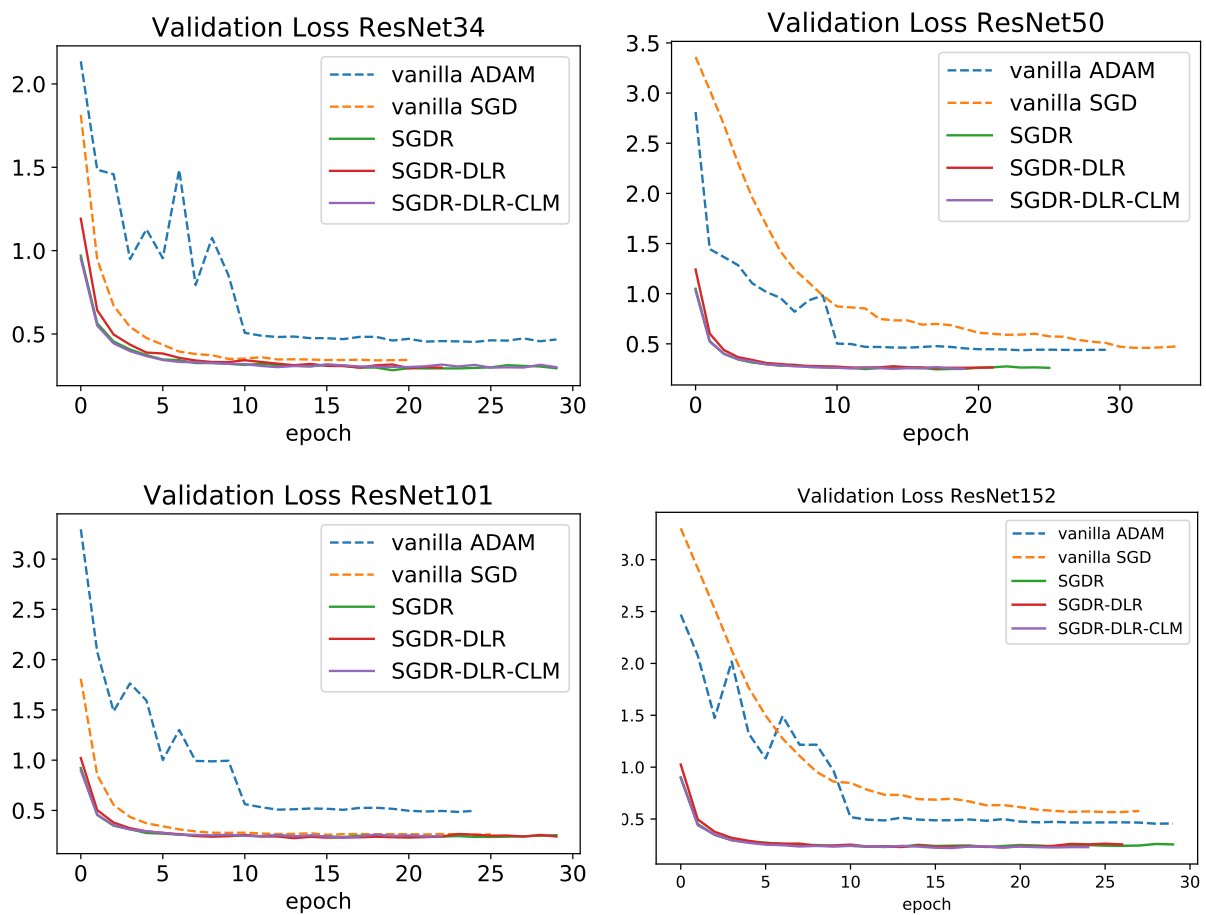 Validation Loss ResNet34
2.0
1.5
1.0
0.5
vanilla ADAM
vanilla SGD
SGDR
SGDR-DLR
SGDR-DLR-CLM
0 5 10 15 20 25 30
epoch
Validation Loss ResNet50
3.5
3.0
2.5
2.0
1.5
1.0
0.5
vanilla ADAM
vanilla SGD
SGDR
SGDR-DLR
SGDR-DLR-CLM
0 10 20 30
epoch
Validation Loss ResNet101
3.0
2.5
2.0
1.5
1.0
0.5
vanilla ADAM
vanilla SGD
SGDR
SGDR-DLR
SGDR-DLR-CLM
0 5 10 15 20 25 30
epoch
Validation Loss ResNet152
3.0
2.5
2.0
1.5
1.0
0.5
vanilla ADAM
vanilla SGD
SGDR
SGDR-DLR
SGDR-DLR-CLM
0 5 10 15 20 25 30
epoch